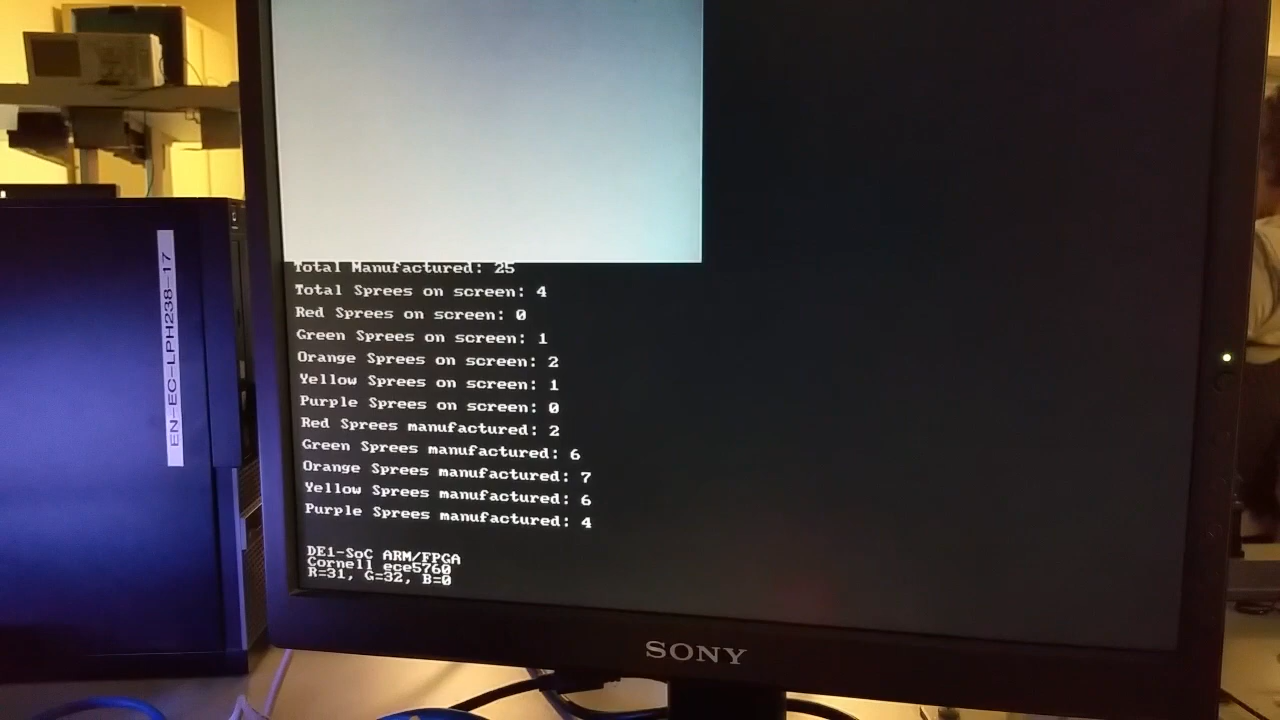 Total Manufactured: 25
Total Sprees on screen: 4
Red Sprees on screen: 0
Green Sprees on screen: 1
Orange Sprees on screen: 2
Yellow Sprees on screen: 1
Purple Sprees on screen: 0
Red Sprees manufactured: 2
Green Sprees manufactured: 6
Orange Sprees manufactured: 7
Yellow Sprees manufactured: 6
Purple Sprees manufactured: 4
DE1-SoC ARM/FPGA
Cornell ece5760
R=31, G=32, B=0
SONY
EN-EC-LPH238-17